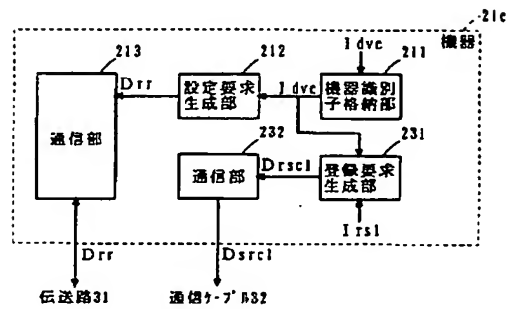 21c
機器
Idvc
213
212
211
Drr
設定要求
生成部
Idvc
機器識別
子格納部
通信部
232
231
通信部
Drscl
登録要求
生成部
Irsl
Drr
Dsrcl
伝送路31
通信ケーブル32